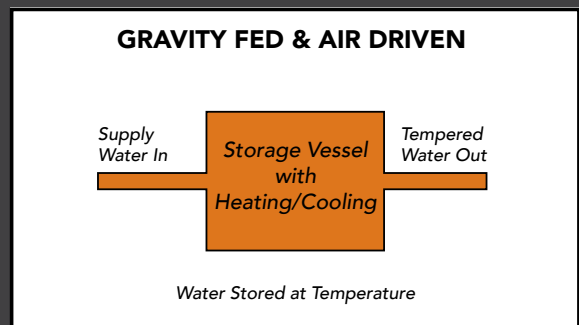 GRAVITY FED & AIR DRIVEN
Supply
Water In
Storage Vessel
with
Heating/Cooling
Tempered
Water Out
Water Stored at Temperature